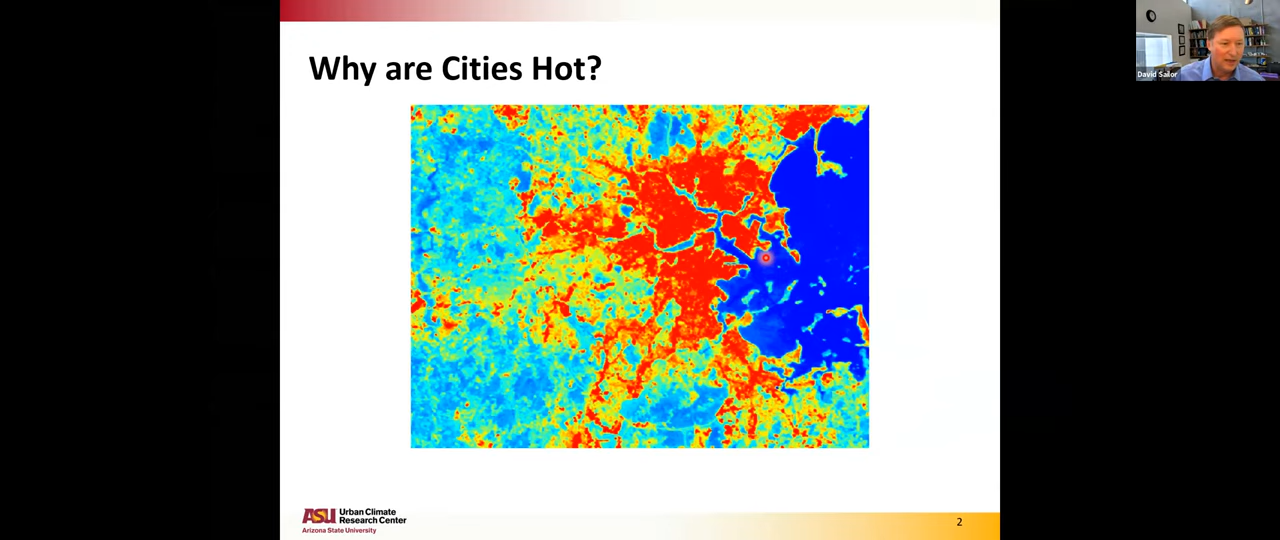 Why are Cities Hot?
David Sailor
ASU Urban Climate
Research Center
Arizona State University
2